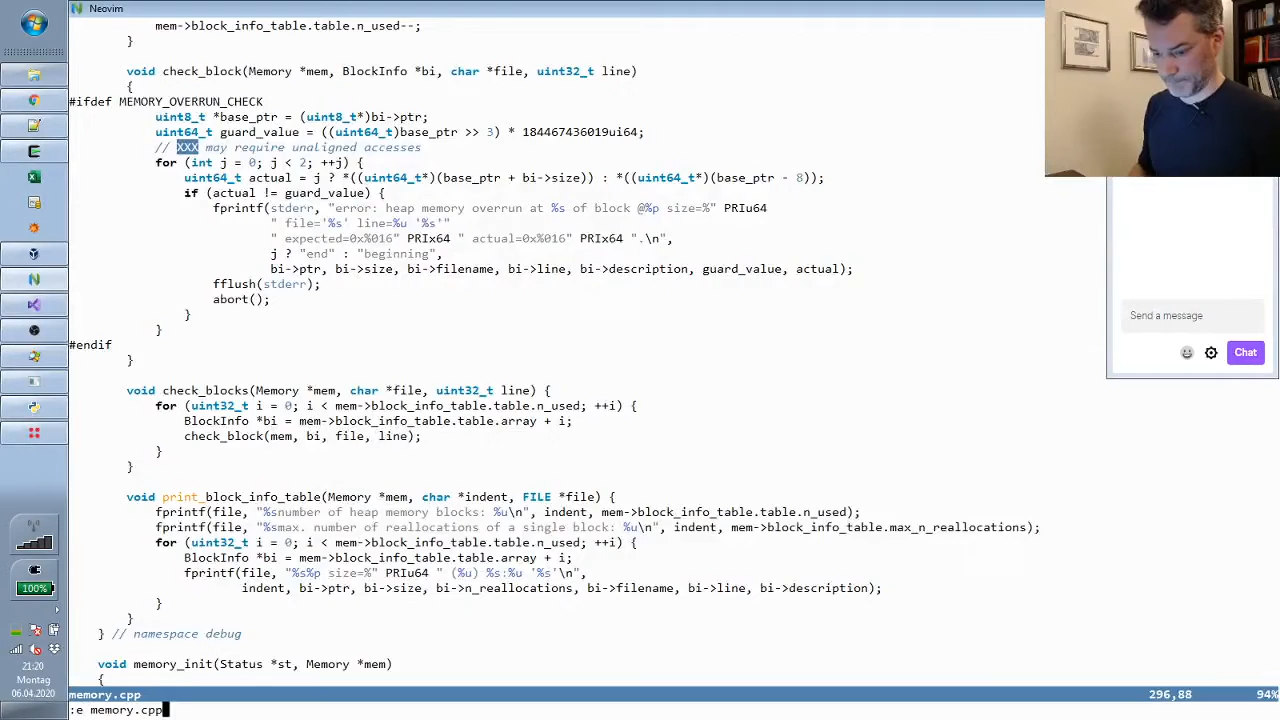 Neovim
mem->block_info_table.table.n_used--;
}
void check_block(Memory *mem, BlockInfo *bi, char *file, uint32_t line)
{
#ifdef MEMORY_OVERRUN_CHECK
uint8_t *base_ptr = (uint8_t*)bi->ptr;
uint64_t guard_value = ((uint64_t)base_ptr >> 3) * 184467436019ui64;
// XXX may require unaligned accesses
for (int j = 0; j < 2; ++j) {
uint64_t actual = j ? *((uint64_t*)(base_ptr + bi->size)) : *((uint64_t*)(base_ptr - 8));
if (actual != guard_value) {
fprintf(stderr, "error: heap memory overrun at %s of block @%p size=%" PRIu64
" file='%s' line=%u '%s'"
" expected=0x%016" PRIx64 " actual=0x%016" PRIx64 ".\n",
j ? "end" : "beginning",
bi->ptr, bi->size, bi->filename, bi->line, bi->description, guard_value, actual);
fflush(stderr);
abort();
}
}
#endif
}
void check_blocks(Memory *mem, char *file, uint32_t line) {
for (uint32_t i = 0; i < mem->block_info_table.table.n_used; ++i) {
BlockInfo *bi = mem->block_info_table.table.array + i;
check_block(mem, bi, file, line);
}
}
void print_block_info_table(Memory *mem, char *indent, FILE *file) {
fprintf(file, "%snumber of heap memory blocks: %u\n", indent, mem->block_info_table.table.n_used);
fprintf(file, "%smax. number of reallocations of a single block: %u\n", indent, mem->block_info_table.max_n_reallocations);
for (uint32_t i = 0; i < mem->block_info_table.table.n_used; ++i) {
BlockInfo *bi = mem->block_info_table.table.array + i;
fprintf(file, "%s%p size=%" PRIu64 " (%u) %s:%u '%s'\n",
indent, bi->ptr, bi->size, bi->n_reallocations, bi->filename, bi->line, bi->description);
}
}
} // namespace debug
void memory_init(Status *st, Memory *mem)
{
memory.cpp 296,88 94%
:e memory.cpp
Send a message
Chat
100%
21:20
Montag
06.04.2020